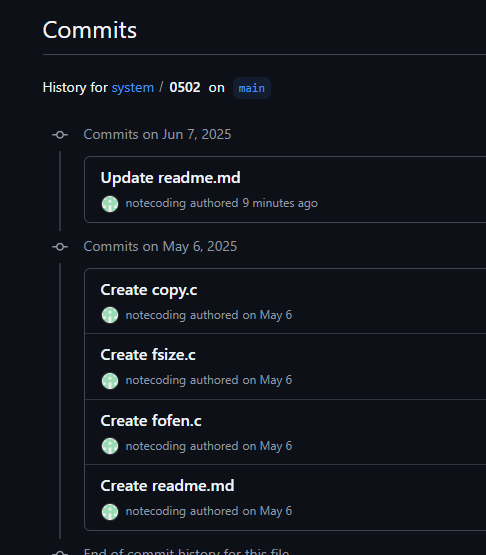 Commits
History for system / 0502 on main
Commits on Jun 7, 2025
Update readme.md
notecoding authored 9 minutes ago
Commits on May 6, 2025
Create copy.c
notecoding authored on May 6
Create fsize.c
notecoding authored on May 6
Create fofen.c
notecoding authored on May 6
Create readme.md
notecoding authored on May 6
End of commit history for this file